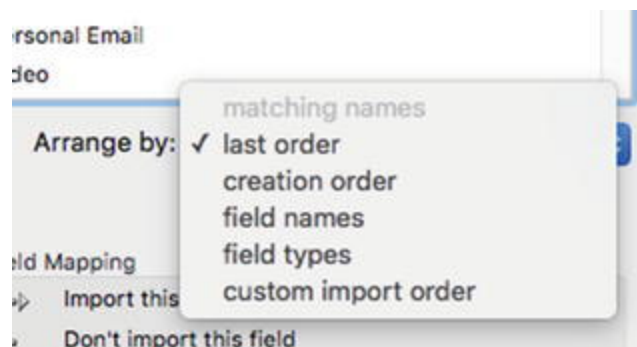 rsonal Email
deo
matching names
Arrange by: ✓ last order
creation order
field names
field types
ld Mapping
custom import order
Import this
Don't import this field